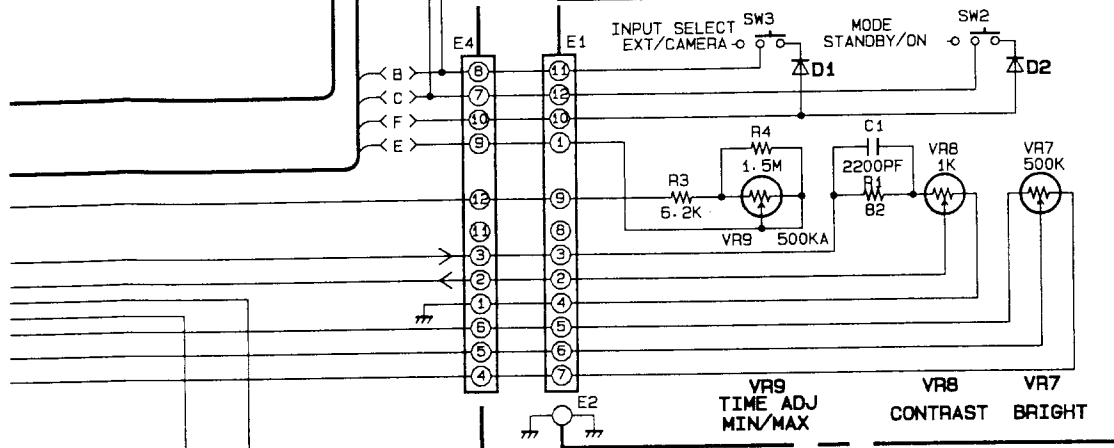 INPUT SELECT SW3
EXT/CAMERA
MODE SW2
STANDBY/ON
E4 E1
D1 D2
B 8 11
C 7 12
F 10 10
E 9 1
R4
1.5M
C1
2200PF
VR8
1K
VR7
500K
R3
6.2K
R1
82
12 9
VR9 500KA
11 8
3 3
2 2
1 4
6 5
5 6
4 7
E2
VR9
TIME ADJ
MIN/MAX
VR8
CONTRAST
VR7
BRIGHT